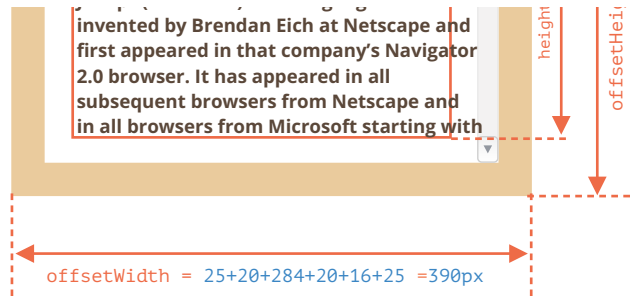 invented by Brendan Eich at Netscape and
first appeared in that company’s Navigator
2.0 browser. It has appeared in all
subsequent browsers from Netscape and
in all browsers from Microsoft starting with
height
offsetHei
offsetWidth = 25+20+284+20+16+25 =390px